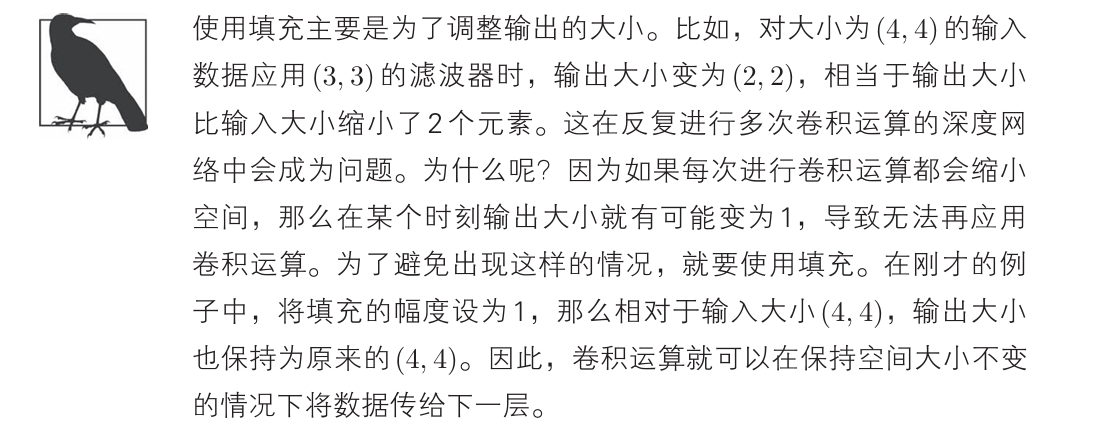 使用填充主要是为了调整输出的大小。比如，对大小为(4, 4)的输入
数据应用(3, 3)的滤波器时，输出大小变为(2, 2)，相当于输出大小
比输入大小缩小了2个元素。这在反复进行多次卷积运算的深度网
络中会成为问题。为什么呢？因为如果每次进行卷积运算都会缩小
空间，那么在某个时刻输出大小就有可能变为1，导致无法再应用
卷积运算。为了避免出现这样的情况，就要使用填充。在刚才的例
子中，将填充的幅度设为1，那么相对于输入大小(4, 4)，输出大小
也保持为原来的(4, 4)。因此，卷积运算就可以在保持空间大小不变
的情况下将数据传给下一层。